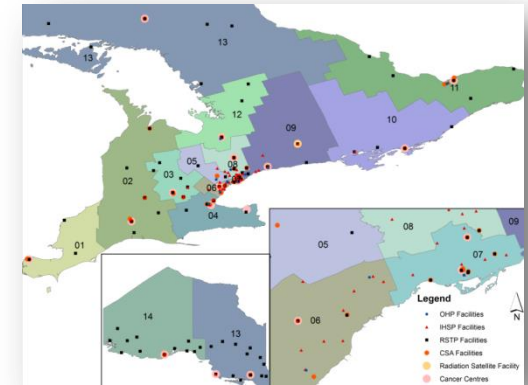 13
13
11
12
10
09
05
08
03
02
06
04
01
08
09
05
07
06
14
13
Legend
OHP Facilities
IHSP Facilities
RSTP Facilities
CSA Facilities
Radiation Satellite Facility
Cancer Centres
N